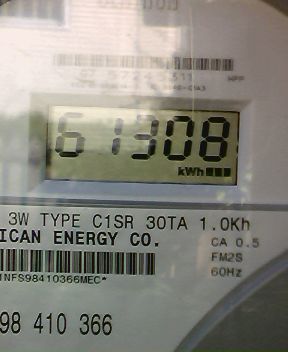 61308
kWh
3W TYPE C1SR 30TA 1.0Kh
ICAN ENERGY CO.
CA 0.5
FM2S
60Hz
NFS98410366MEC*
98 410 366